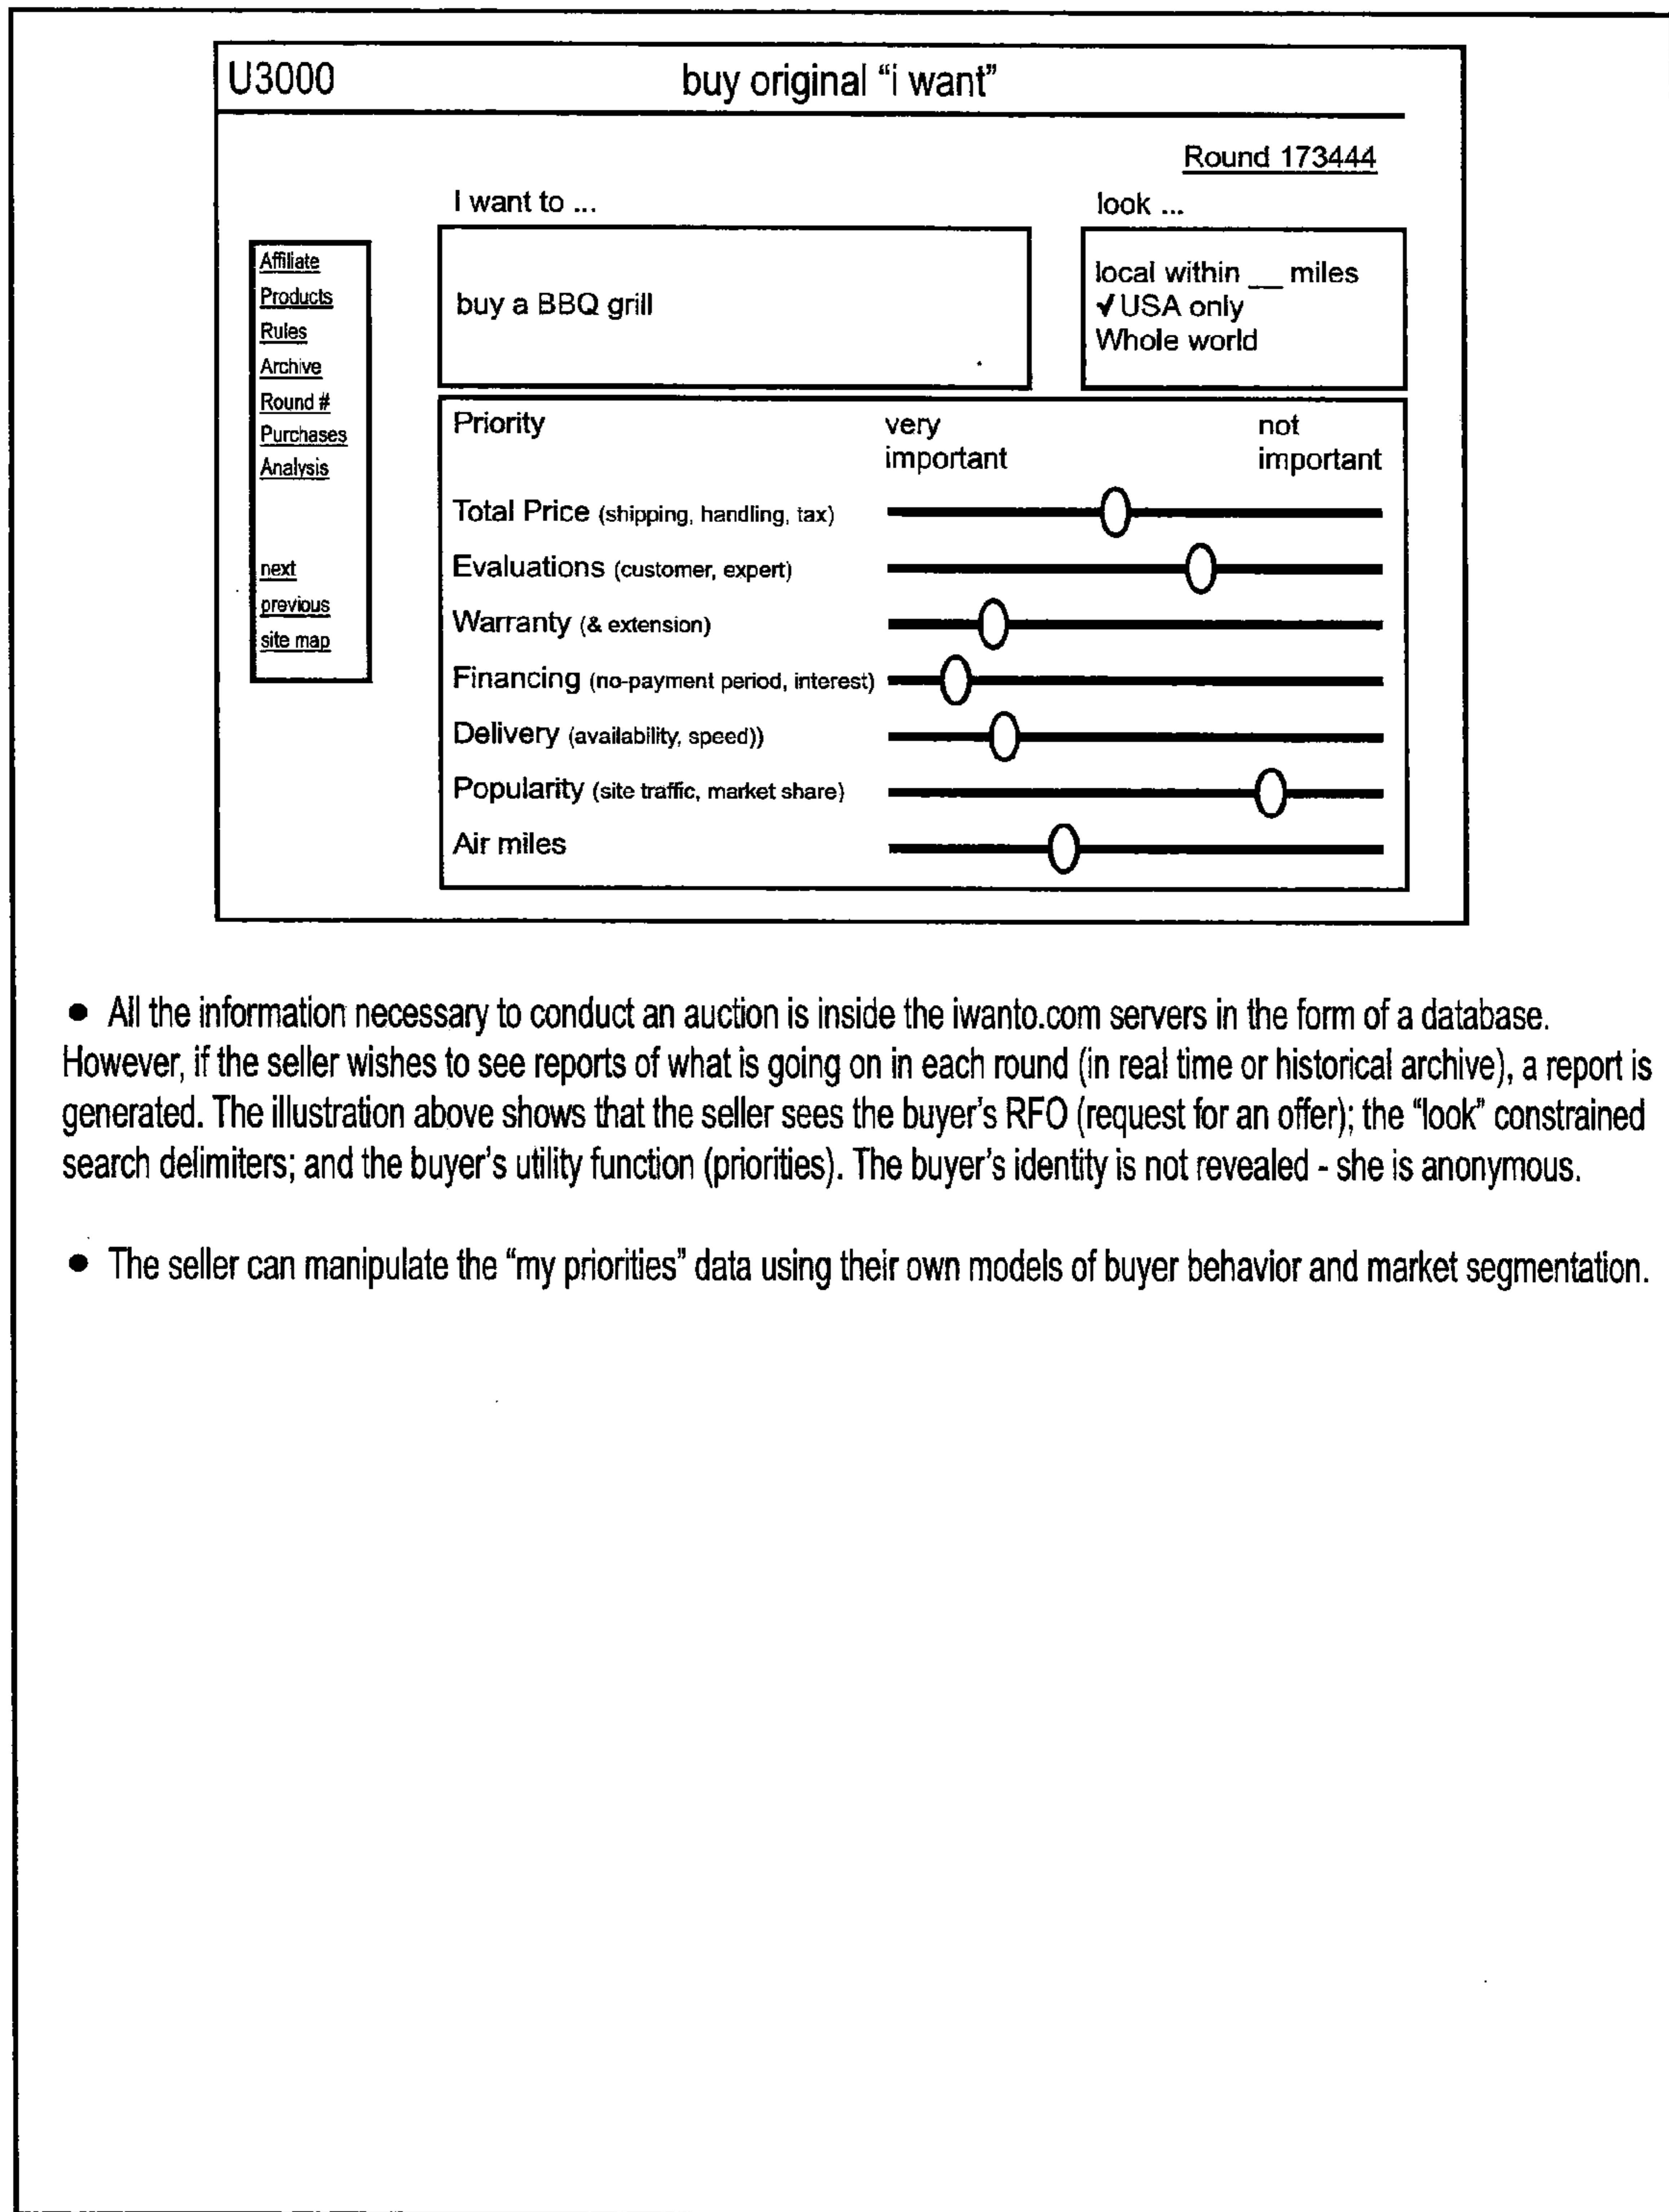 U3000 buy original “i want”
Round 173444
I want to ... look ...
Affiliate
Products
Rules
Archive
Round #
Purchases
Analysis
next
previous
site map
buy a BBQ grill
local within __ miles
✓USA only
Whole world
Priority very important not important
Total Price (shipping, handling, tax)
Evaluations (customer, expert)
Warranty (& extension)
Financing (no-payment period, interest)
Delivery (availability, speed))
Popularity (site traffic, market share)
Air miles
● All the information necessary to conduct an auction is inside the iwanto.com servers in the form of a database.
However, if the seller wishes to see reports of what is going on in each round (in real time or historical archive), a report is
generated. The illustration above shows that the seller sees the buyer’s RFO (request for an offer); the “look” constrained
search delimiters; and the buyer’s utility function (priorities). The buyer’s identity is not revealed - she is anonymous.
● The seller can manipulate the “my priorities” data using their own models of buyer behavior and market segmentation.